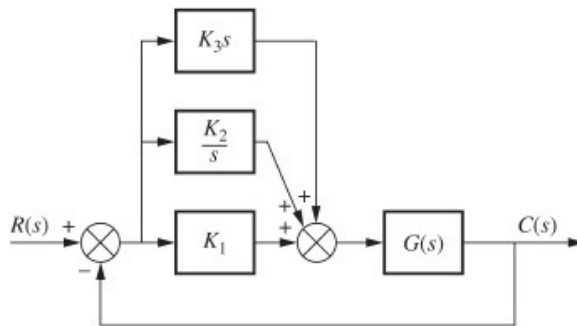 K₃s
K₂
s
+ +
R(s) + K₁ + G(s) C(s)
−